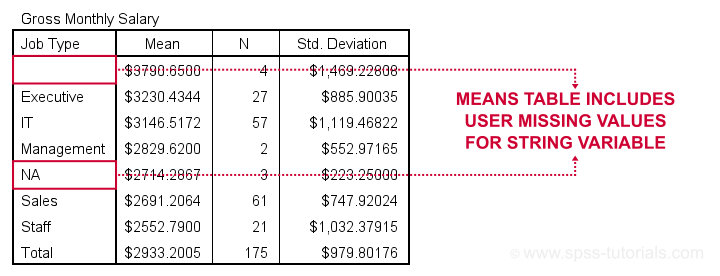 Gross Monthly Salary
Job Type Mean N Std. Deviation
$3790.6500 4 $1,469.22808
Executive $3230.4344 27 $885.90035
IT $3146.5172 57 $1,119.46822
Management $2829.6200 2 $552.97165
NA $2714.2867 3 $223.25000
Sales $2691.2064 61 $747.92024
Staff $2552.7900 21 $1,032.37915
Total $2933.2005 175 $979.80176
MEANS TABLE INCLUDES
USER MISSING VALUES
FOR STRING VARIABLE
© www.spss-tutorials.com